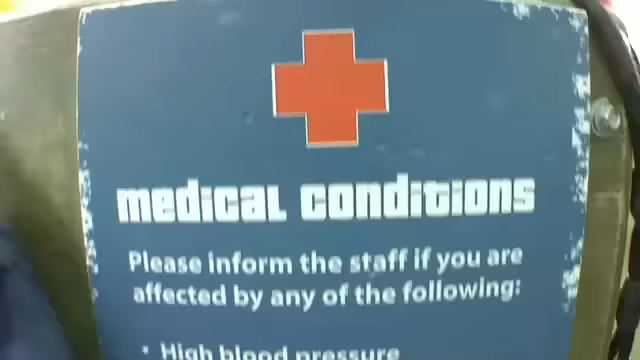 medical conditions
Please inform the staff if you are
affected by any of the following:
• High blood pressure